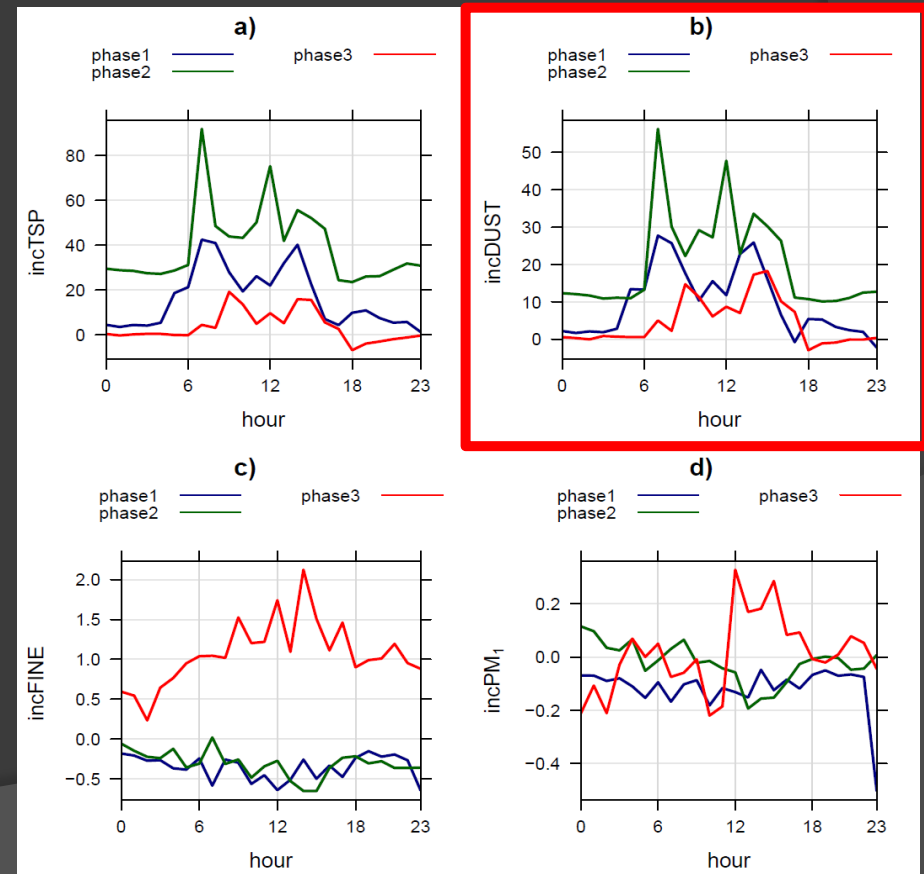 a)
phase1 phase3
phase2
incTSP
80
60
40
20
0
0 6 12 18 23
hour
b)
phase1 phase3
phase2
incDUST
50
40
30
20
10
0
0 6 12 18 23
hour
c)
phase1 phase3
phase2
incFINE
2.0
1.5
1.0
0.5
0.0
−0.5
0 6 12 18 23
hour
d)
phase1 phase3
phase2
incPM₁
0.2
0.0
−0.2
−0.4
0 6 12 18 23
hour